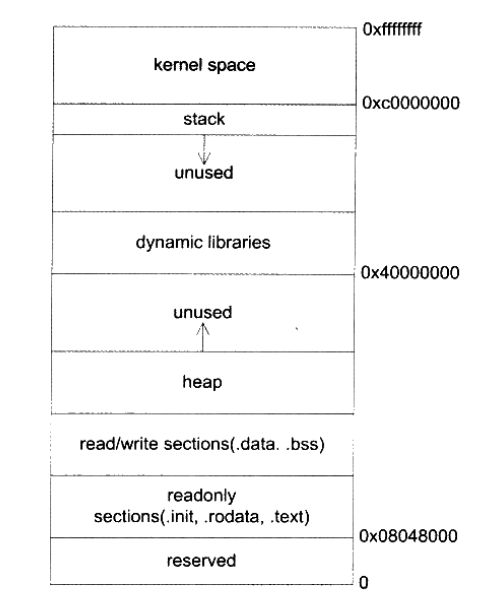 0xffffffff
kernel space
0xc0000000
stack
unused
dynamic libraries
0x40000000
unused
heap
read/write sections(.data. .bss)
readonly
sections(.init, .rodata, .text)
0x08048000
reserved
0